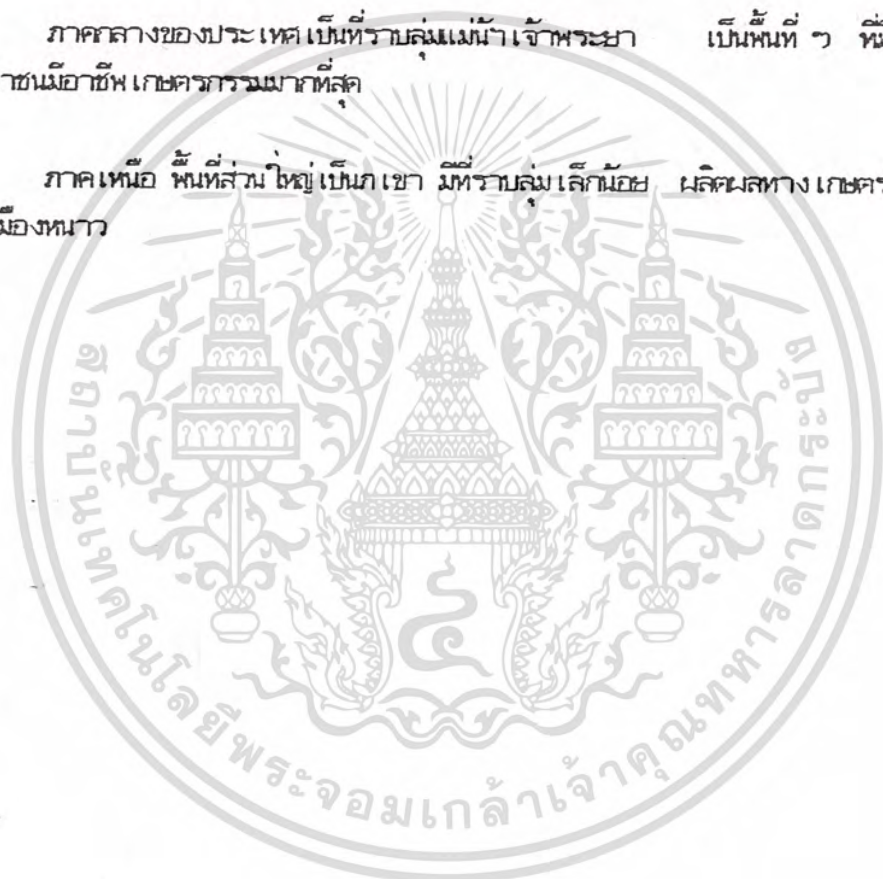 ภาคกลางของประเทศเป็นที่ราบลุ่มแม่น้ำเจ้าพระยา เป็นพื้นที่ ๆ ที่
าชนมีอาชีพเกษตรกรรมมากที่สุด
ภาคเหนือ พื้นที่ส่วนใหญ่เป็นภเขา มีที่ราบลุ่มเล็กน้อย ผลิตผลทางเกษตร
มืองหนาว
สถาบันเทคโนโลยีพระจอมเกล้าเจ้าคุณทหารลาดกระบัง